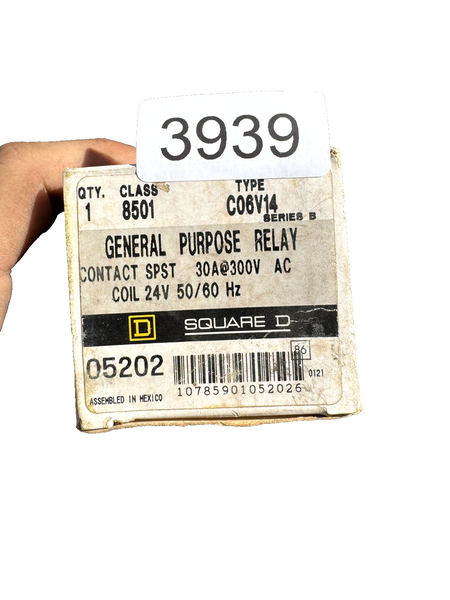 3939
QTY. CLASS TYPE
1 8501 CO6V14
SERIES B
GENERAL PURPOSE RELAY
CONTACT SPST 30A@300V AC
COIL 24V 50/60 Hz
D SQUARE D
05202
86
0121
10785901052026
ASSEMBLED IN MEXICO